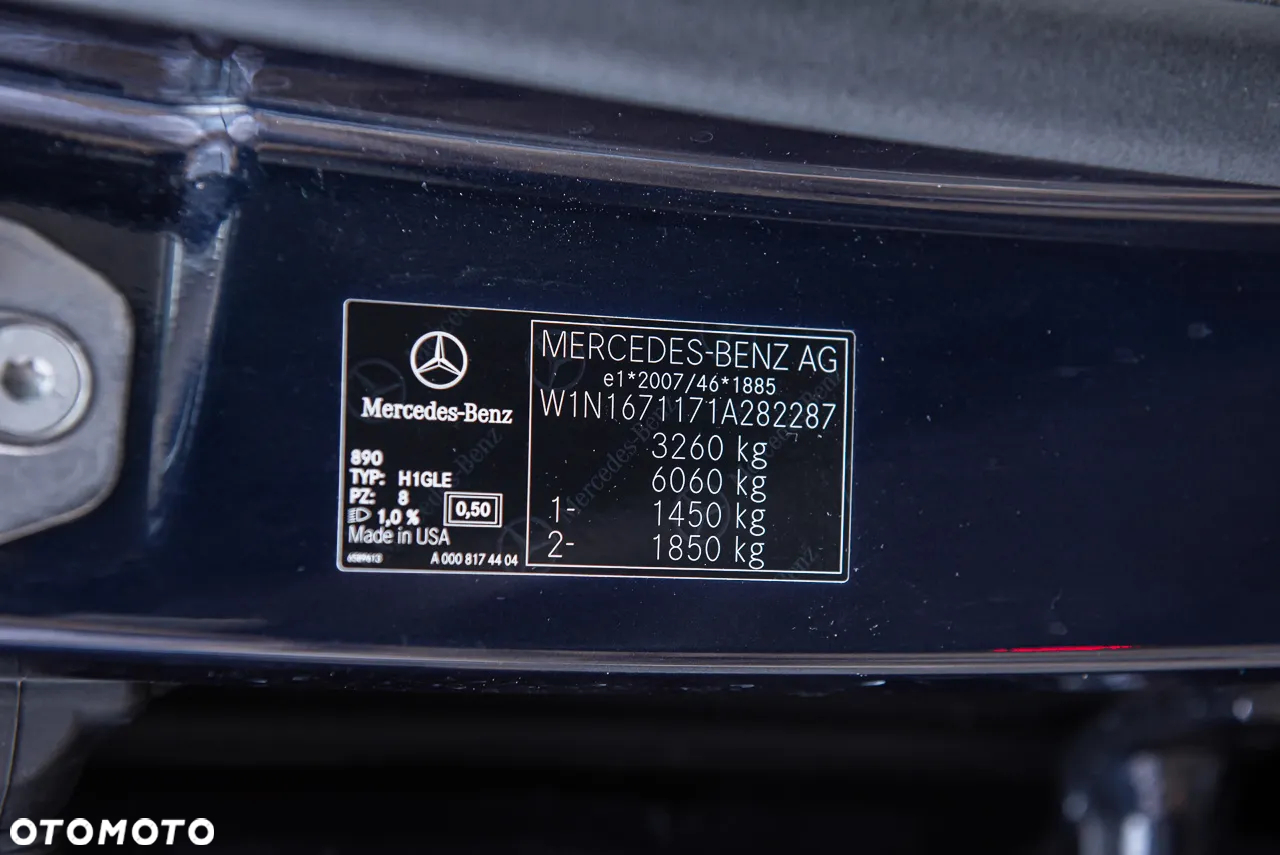 Mercedes-Benz
890
TYP: H1GLE
PZ: 8
1,0 %
0,50
Made in USA
6589613
A 000 817 44 04
MERCEDES-BENZ AG
e1*2007/46*1885
W1N1671171A282287
3260 kg
6060 kg
1- 1450 kg
2- 1850 kg
OTOMOTO